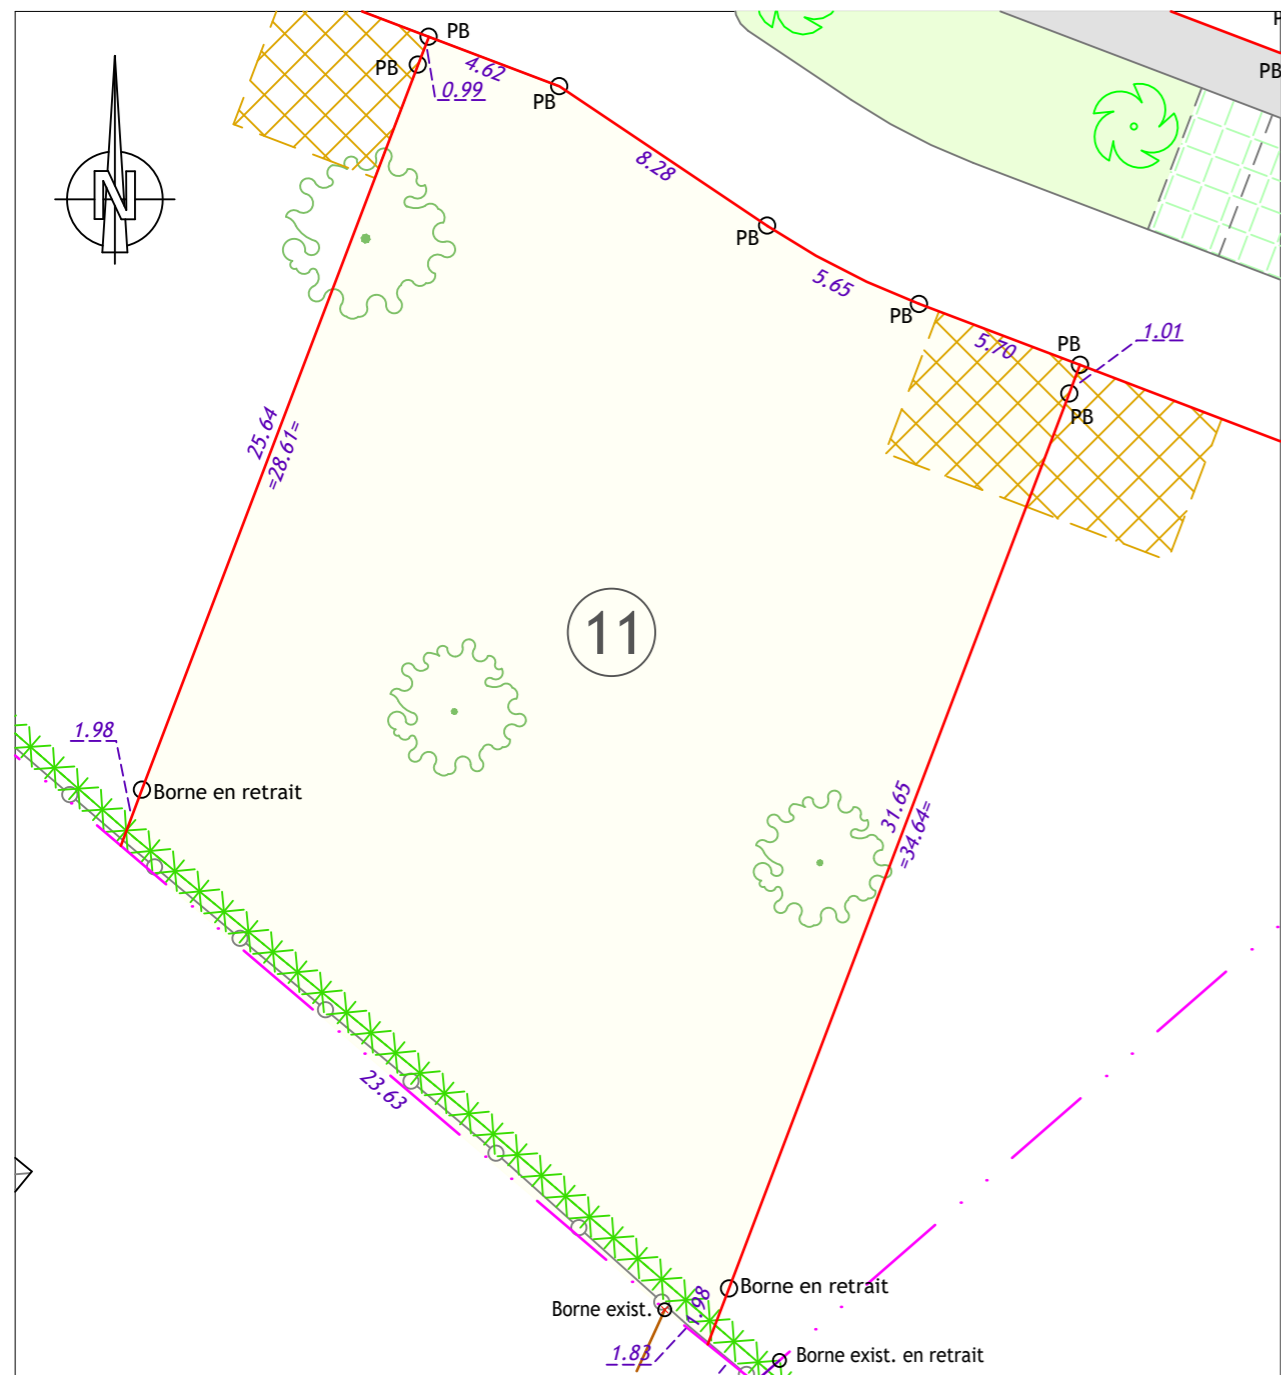 PB
PB
4.62
0.99
PB
PB
N
8.28
PB
5.65
PB
5.70
PB
1.01
PB
25.64
=28.61=
11
1.98
Borne en retrait
31.65
=34.64=
23.63
Borne en retrait
Borne exist.
1.98
1.83
Borne exist. en retrait